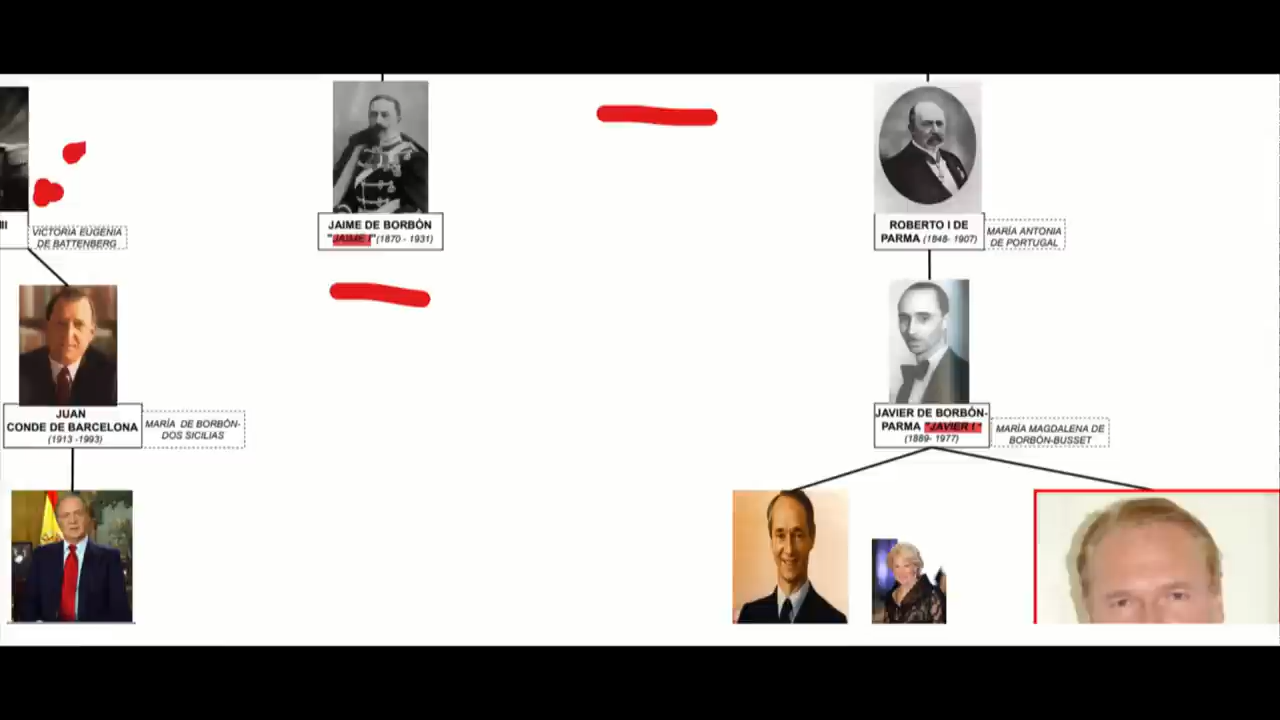 III
VICTORIA EUGENIA
DE BATTENBERG
JAIME DE BORBÓN
"JAIME I" (1870 - 1931)
ROBERTO I DE
PARMA (1848- 1907)
MARÍA ANTONIA
DE PORTUGAL
JUAN
CONDE DE BARCELONA
(1913 -1993)
MARÍA DE BORBÓN-
DOS SICILIAS
JAVIER DE BORBÓN-
PARMA "JAVIER I"
(1889- 1977)
MARÍA MAGDALENA DE
BORBÓN-BUSSET